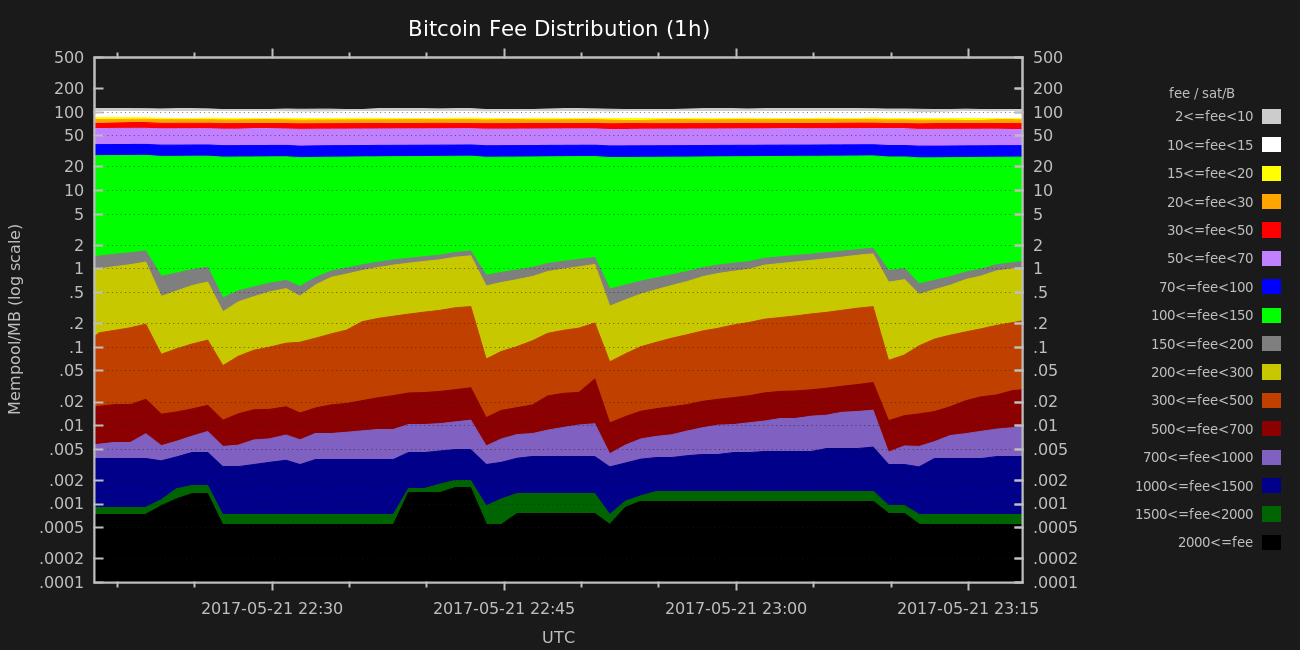 Bitcoin Fee Distribution (1h)
500
200
100
50
20
10
5
2
1
.5
.2
.1
.05
.02
.01
.005
.002
.001
.0005
.0002
.0001
Mempool/MB (log scale)
500
200
100
50
20
10
5
2
1
.5
.2
.1
.05
.02
.01
.005
.002
.001
.0005
.0002
.0001
fee / sat/B
2<=fee<10
10<=fee<15
15<=fee<20
20<=fee<30
30<=fee<50
50<=fee<70
70<=fee<100
100<=fee<150
150<=fee<200
200<=fee<300
300<=fee<500
500<=fee<700
700<=fee<1000
1000<=fee<1500
1500<=fee<2000
2000<=fee
2017-05-21 22:30 2017-05-21 22:45 2017-05-21 23:00 2017-05-21 23:15
UTC